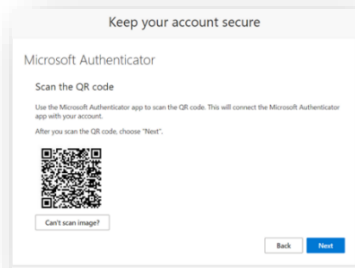 Keep your account secure
Microsoft Authenticator
Scan the QR code
Use the Microsoft Authenticator app to scan the QR code. This will connect the Microsoft Authenticator
app with your account.
After you scan the QR code, choose "Next".
Can't scan image?
Back Next